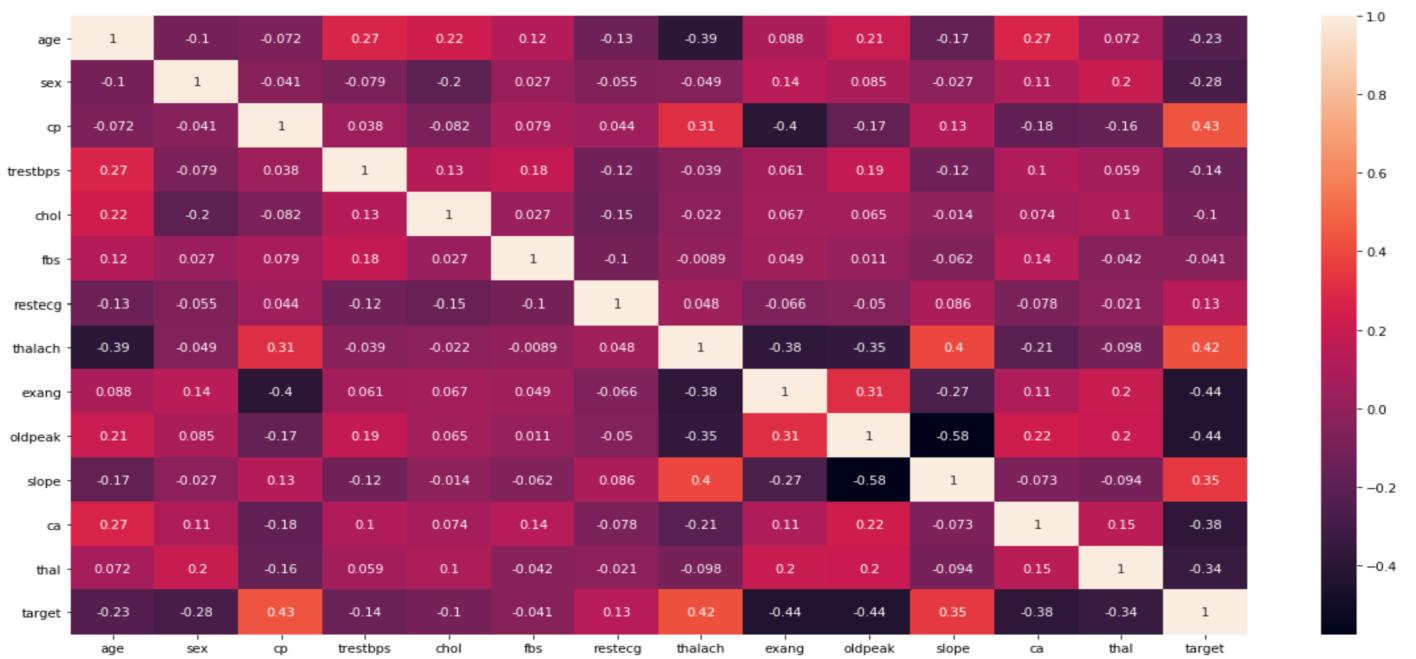 age 1 -0.1 -0.072 0.27 0.22 0.12 -0.13 -0.39 0.088 0.21 -0.17 0.27 0.072 -0.23 1.0
sex -0.1 1 -0.041 -0.079 -0.2 0.027 -0.055 -0.049 0.14 0.085 -0.027 0.11 0.2 -0.28
0.8
cp -0.072 -0.041 1 0.038 -0.082 0.079 0.044 0.31 -0.4 -0.17 0.13 -0.18 -0.16 0.43
trestbps 0.27 -0.079 0.038 1 0.13 0.18 -0.12 -0.039 0.061 0.19 -0.12 0.1 0.059 -0.14 0.6
chol 0.22 -0.2 -0.082 0.13 1 0.027 -0.15 -0.022 0.067 0.065 -0.014 0.074 0.1 -0.1
fbs 0.12 0.027 0.079 0.18 0.027 1 -0.1 -0.0089 0.049 0.011 -0.062 0.14 -0.042 -0.041 0.4
restecg -0.13 -0.055 0.044 -0.12 -0.15 -0.1 1 0.048 -0.066 -0.05 0.086 -0.078 -0.021 0.13
0.2
thalach -0.39 -0.049 0.31 -0.039 -0.022 -0.0089 0.048 1 -0.38 -0.35 0.4 -0.21 -0.098 0.42
exang 0.088 0.14 -0.4 0.061 0.067 0.049 -0.066 -0.38 1 0.31 -0.27 0.11 0.2 -0.44
0.0
oldpeak 0.21 0.085 -0.17 0.19 0.065 0.011 -0.05 -0.35 0.31 1 -0.58 0.22 0.2 -0.44
slope -0.17 -0.027 0.13 -0.12 -0.014 -0.062 0.086 0.4 -0.27 -0.58 1 -0.073 -0.094 0.35 −0.2
ca 0.27 0.11 -0.18 0.1 0.074 0.14 -0.078 -0.21 0.11 0.22 -0.073 1 0.15 -0.38
thal 0.072 0.2 -0.16 0.059 0.1 -0.042 -0.021 -0.098 0.2 0.2 -0.094 0.15 1 -0.34 −0.4
target -0.23 -0.28 0.43 -0.14 -0.1 -0.041 0.13 0.42 -0.44 -0.44 0.35 -0.38 -0.34 1
age sex cp trestbps chol fbs restecg thalach exang oldpeak slope ca thal target